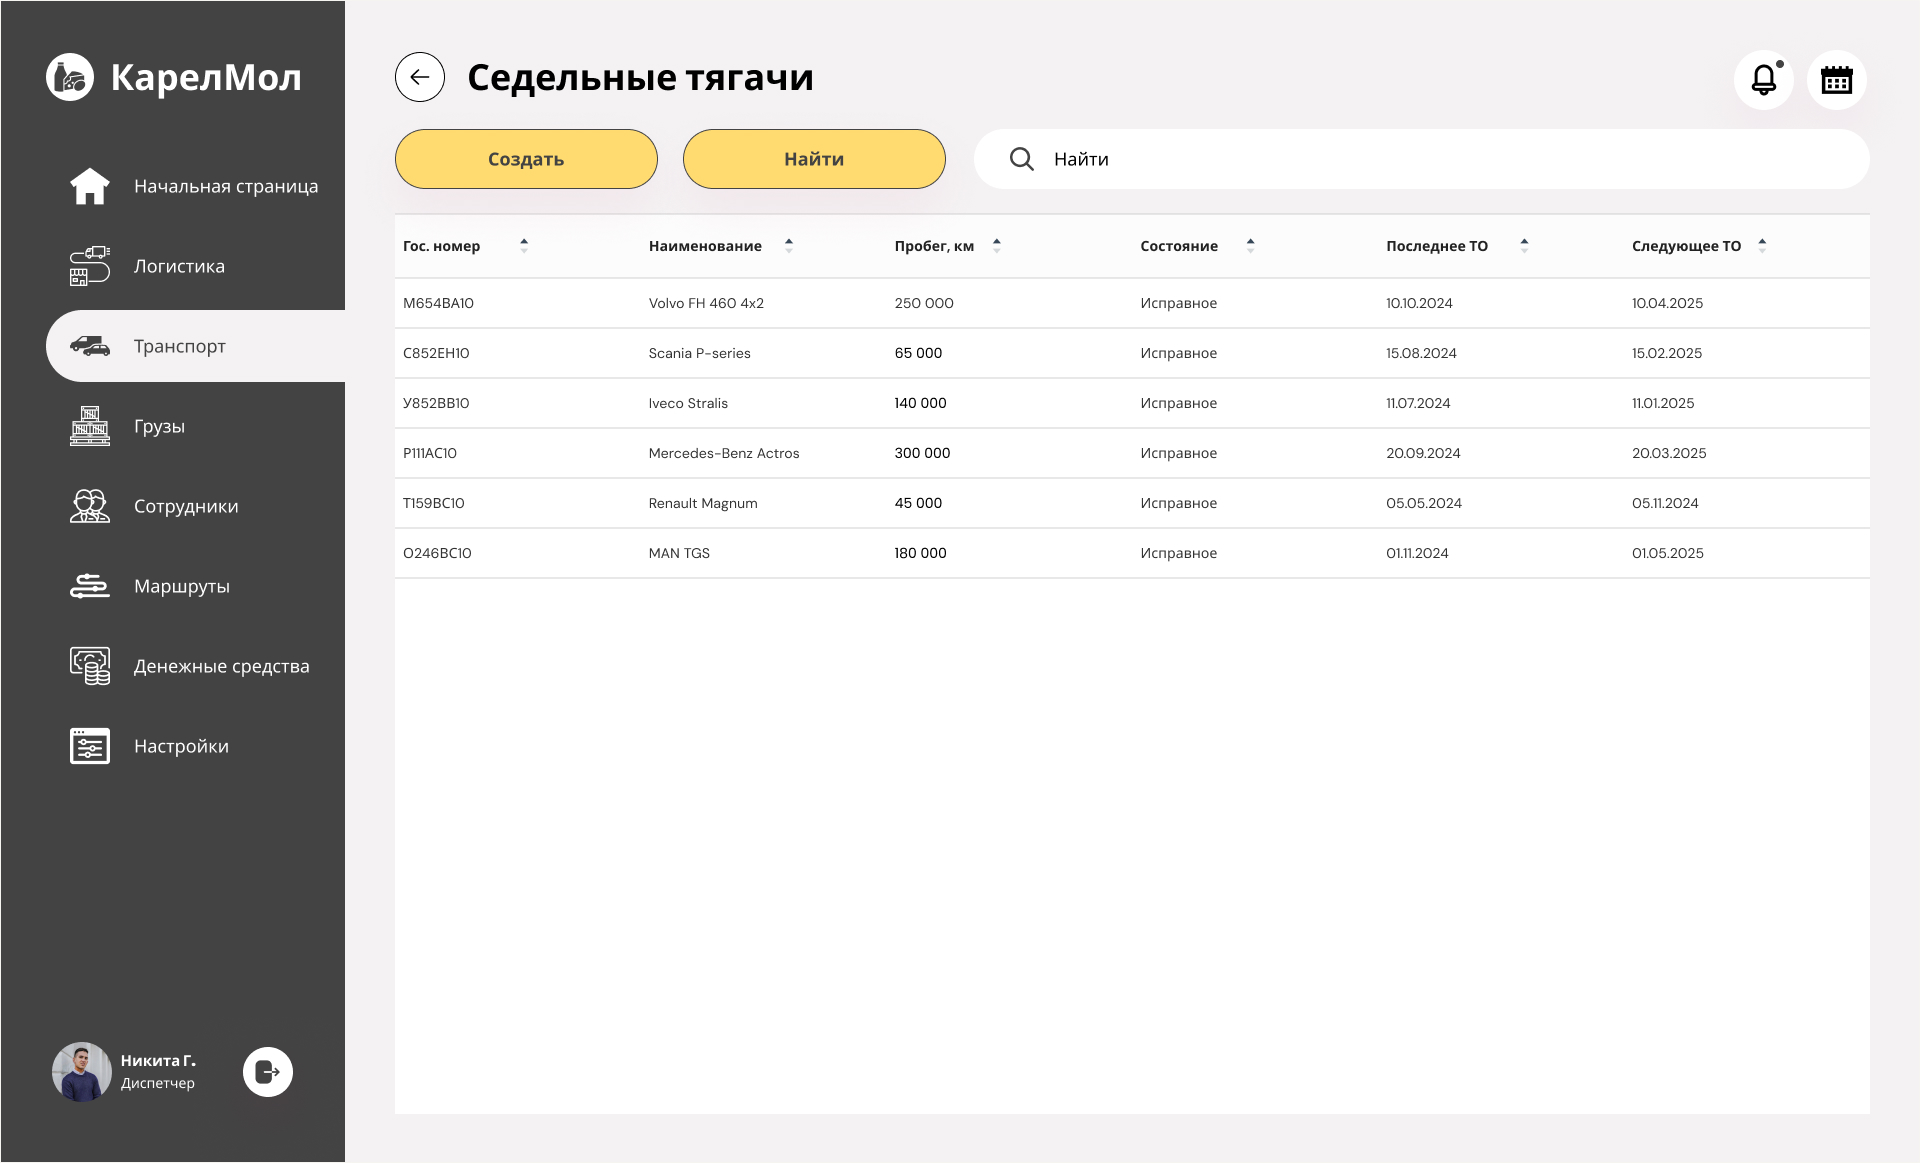 КарелМол
Начальная страница
Логистика
Транспорт
Грузы
Сотрудники
Маршруты
Денежные средства
Настройки
Никита Г.
Диспетчер
Седельные тягачи
Создать
Найти
Найти
Гос. номер Наименование Пробег, км Состояние Последнее ТО Следующее ТО
М654ВА10 Volvo FH 460 4x2 250 000 Исправное 10.10.2024 10.04.2025
С852ЕН10 Scania P-series 65 000 Исправное 15.08.2024 15.02.2025
У852ВВ10 Iveco Stralis 140 000 Исправное 11.07.2024 11.01.2025
Р111АС10 Mercedes-Benz Actros 300 000 Исправное 20.09.2024 20.03.2025
Т159ВС10 Renault Magnum 45 000 Исправное 05.05.2024 05.11.2024
О246ВС10 MAN TGS 180 000 Исправное 01.11.2024 01.05.2025